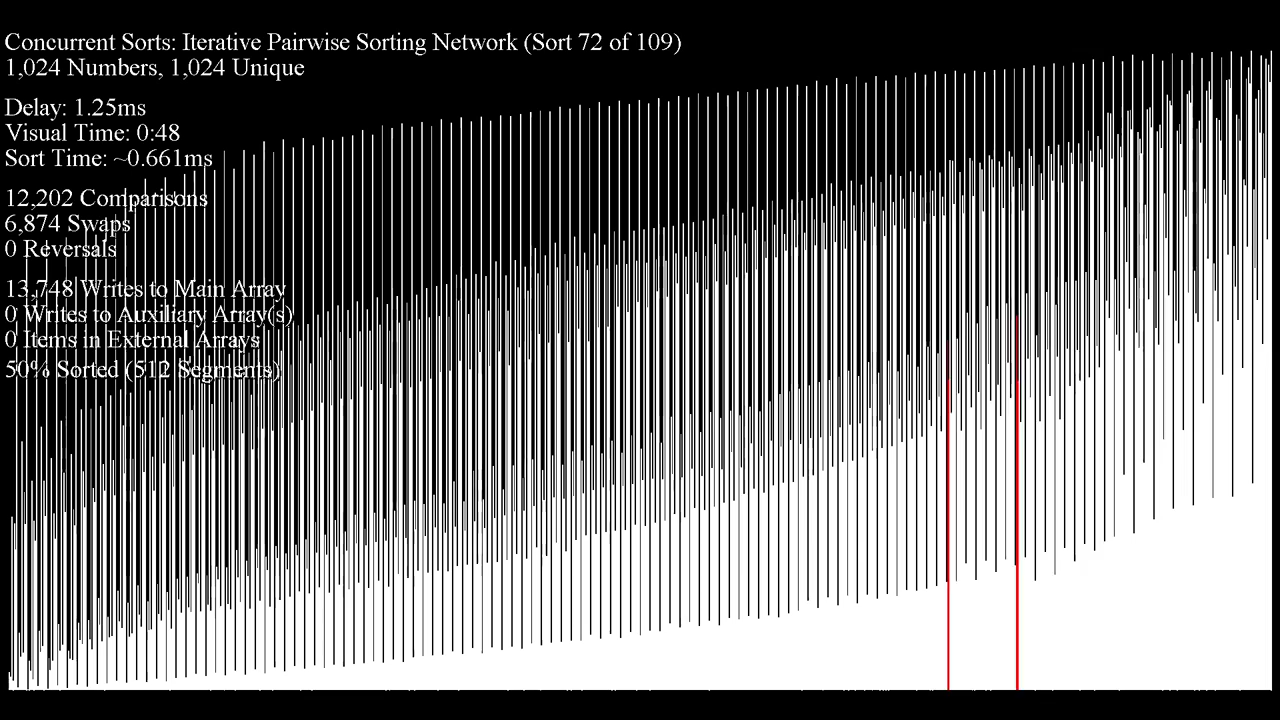 Concurrent Sorts: Iterative Pairwise Sorting Network (Sort 72 of 109)
1,024 Numbers, 1,024 Unique
Delay: 1.25ms
Visual Time: 0:48
Sort Time: ~0.661ms
12,202 Comparisons
6,874 Swaps
0 Reversals
13,748 Writes to Main Array
0 Writes to Auxiliary Array(s)
0 Items in External Arrays
50% Sorted (512 Segments)